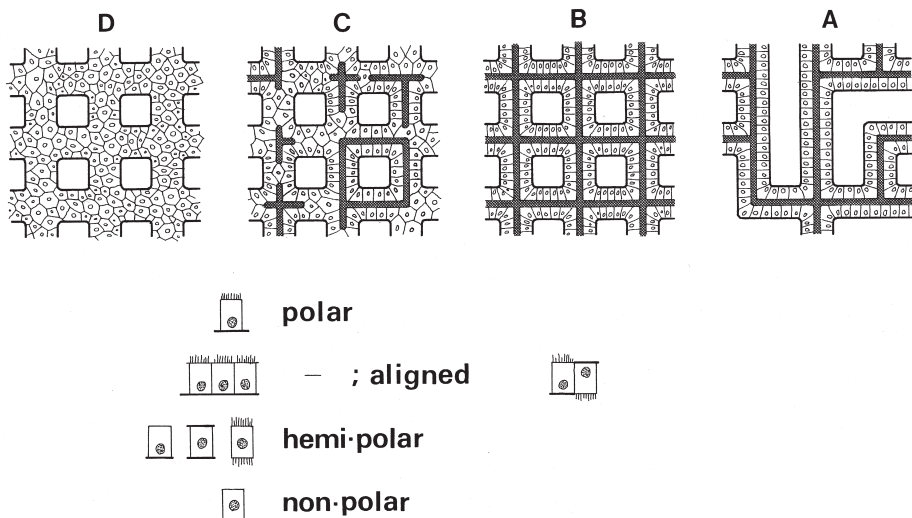 D C B A
polar
– ; aligned
hemi·polar
non·polar